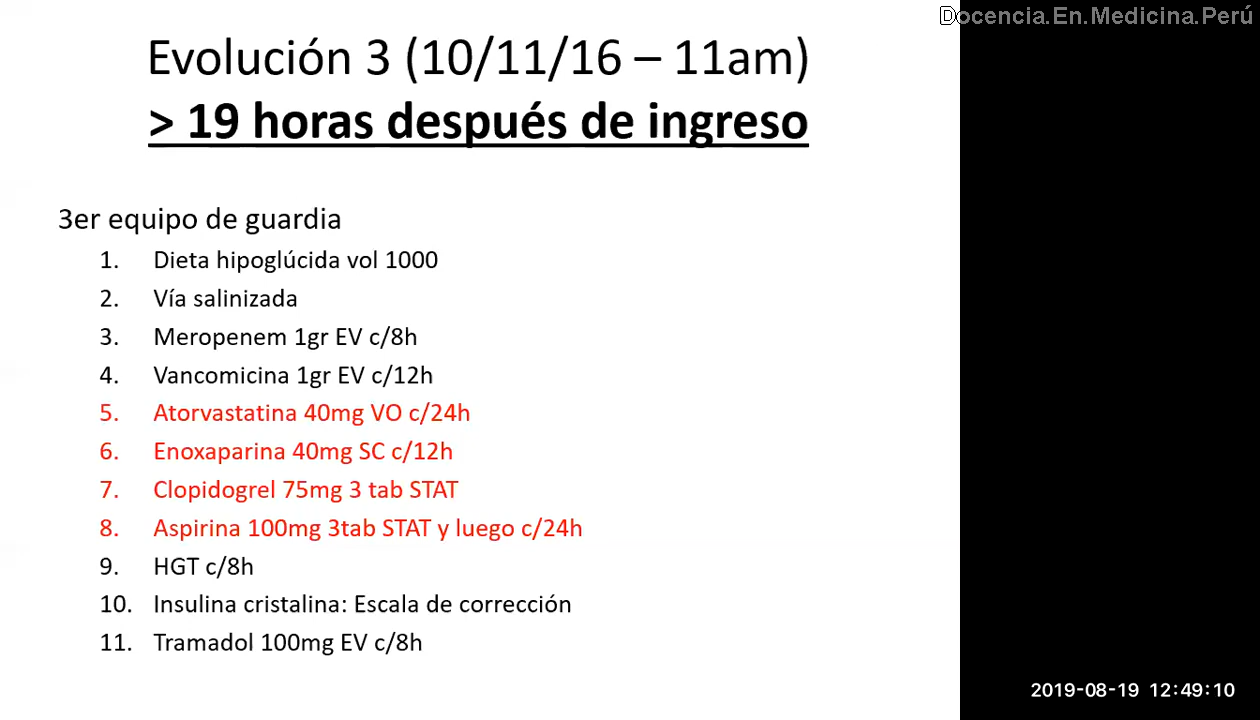 Docencia.En.Medicina.Perú
Evolución 3 (10/11/16 – 11am)
> 19 horas después de ingreso
3er equipo de guardia
1. Dieta hipoglúcida vol 1000
2. Vía salinizada
3. Meropenem 1gr EV c/8h
4. Vancomicina 1gr EV c/12h
5. Atorvastatina 40mg VO c/24h
6. Enoxaparina 40mg SC c/12h
7. Clopidogrel 75mg 3 tab STAT
8. Aspirina 100mg 3tab STAT y luego c/24h
9. HGT c/8h
10. Insulina cristalina: Escala de corrección
11. Tramadol 100mg EV c/8h
2019-08-19 12:49:10